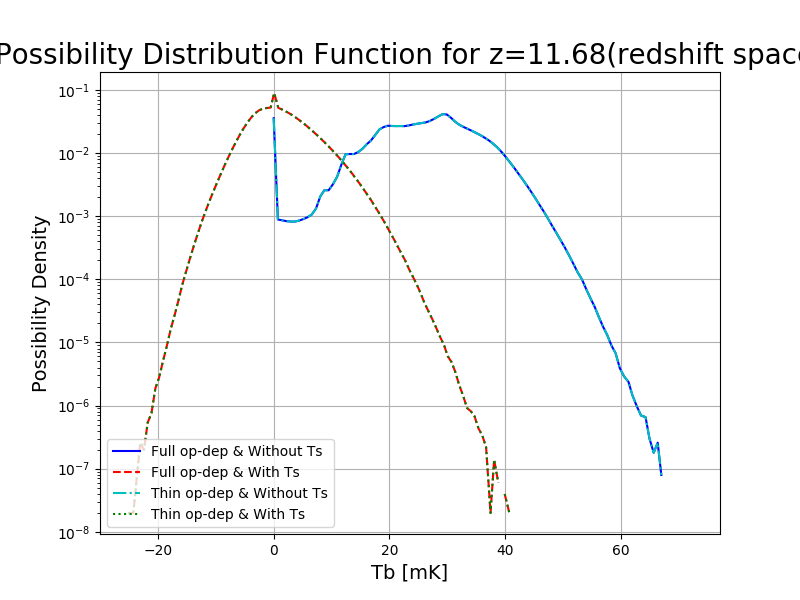 Possibility Distribution Function for z=11.68(redshift space
Possibility Density
10⁻¹
10⁻²
10⁻³
10⁻⁴
10⁻⁵
10⁻⁶
10⁻⁷
10⁻⁸
Full op-dep & Without Ts
Full op-dep & With Ts
Thin op-dep & Without Ts
Thin op-dep & With Ts
−20 0 20 40 60
Tb [mK]